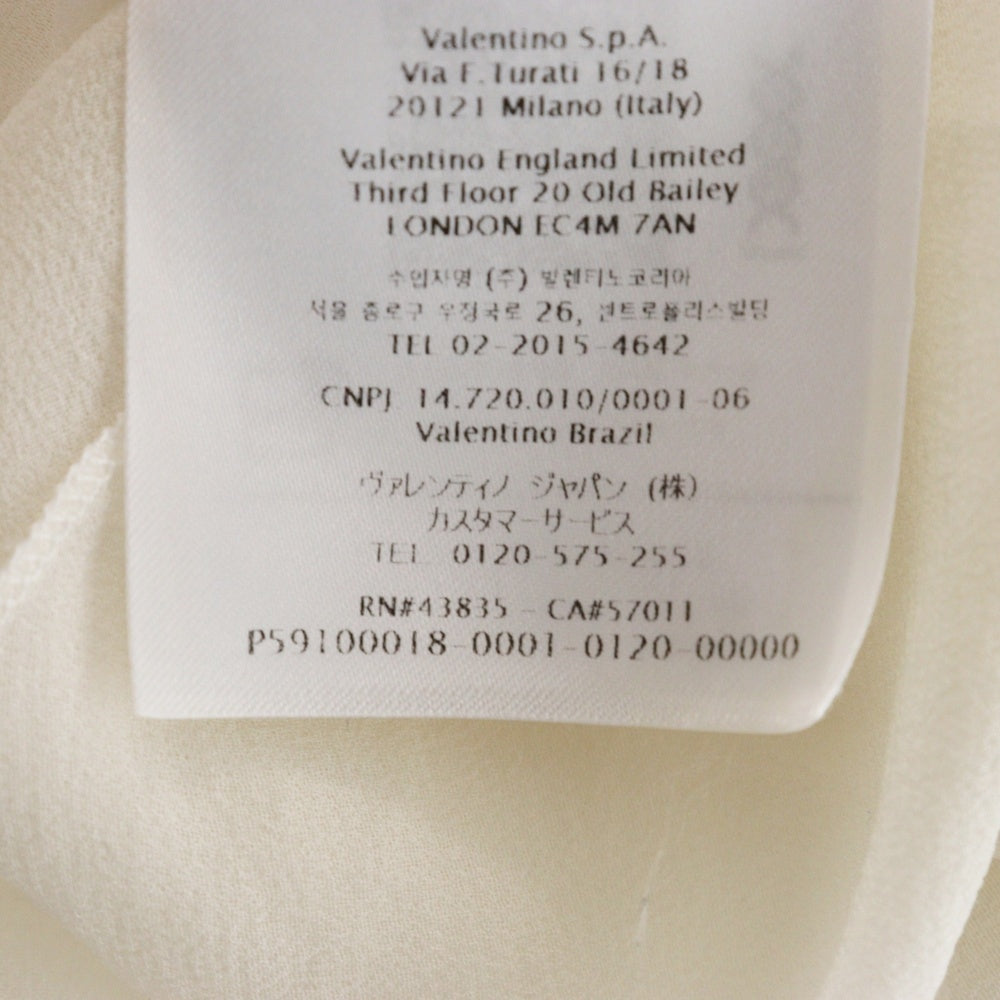 Valentino S.p.A.
Via F. Turati 16/18
20121 Milano (Italy)
Valentino England Limited
Third Floor 20 Old Bailey
LONDON EC4M 7AN
수입자명 (주) 발렌티노코리아
서울 종로구 우정국로 26, 센트로폴리스빌딩
TEL 02-2015-4642
CNPJ 14.720.010/0001-06
Valentino Brazil
ヴァレンティノ ジャパン (株)
カスタマーサービス
TEL 0120-575-255
RN#43835 - CA#57011
P59100018-0001-0120-00000